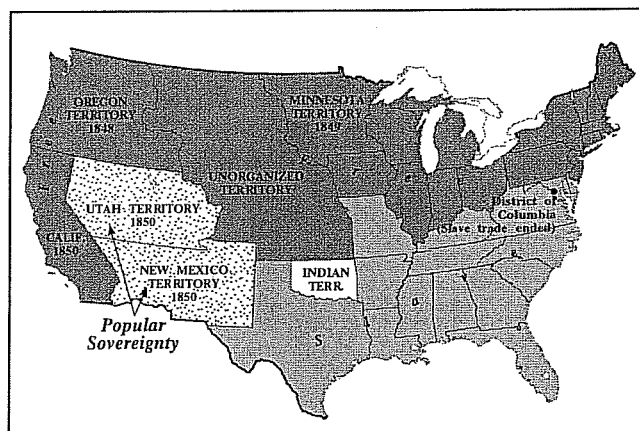 OREGON
TERRITORY
1848
MINNESOTA
TERRITORY
1849
UNORGANIZED
TERRITORY
UTAH TERRITORY
1850
CALIF.
1850
NEW MEXICO
TERRITORY
1850
INDIAN
TERR.
District of
Columbia
(Slave trade ended)
Popular
Sovereignty
S